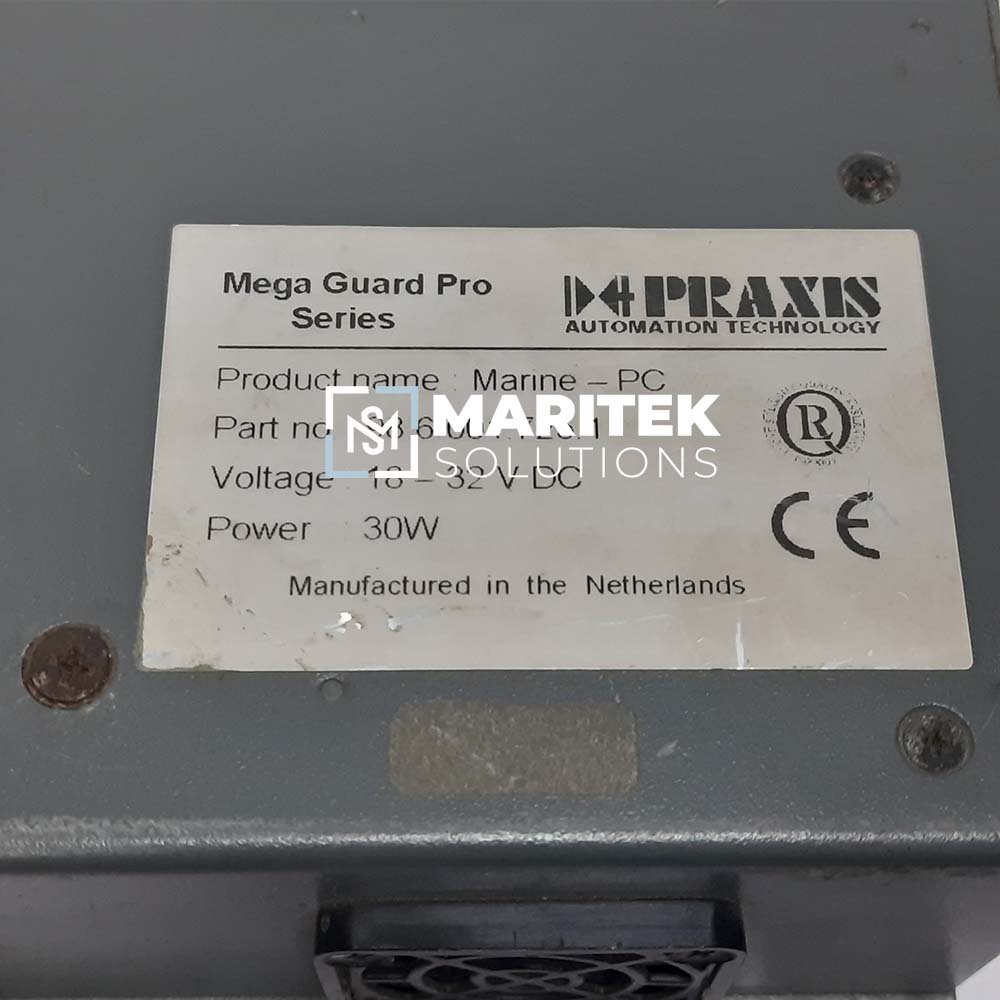 Mega Guard Pro
Series
PRAXIS
AUTOMATION TECHNOLOGY
Product name : Marine – PC
Part no
Voltage : 18 – 32 V DC
Power 30W
Manufactured in the Netherlands
CE
MARITEK
SOLUTIONS